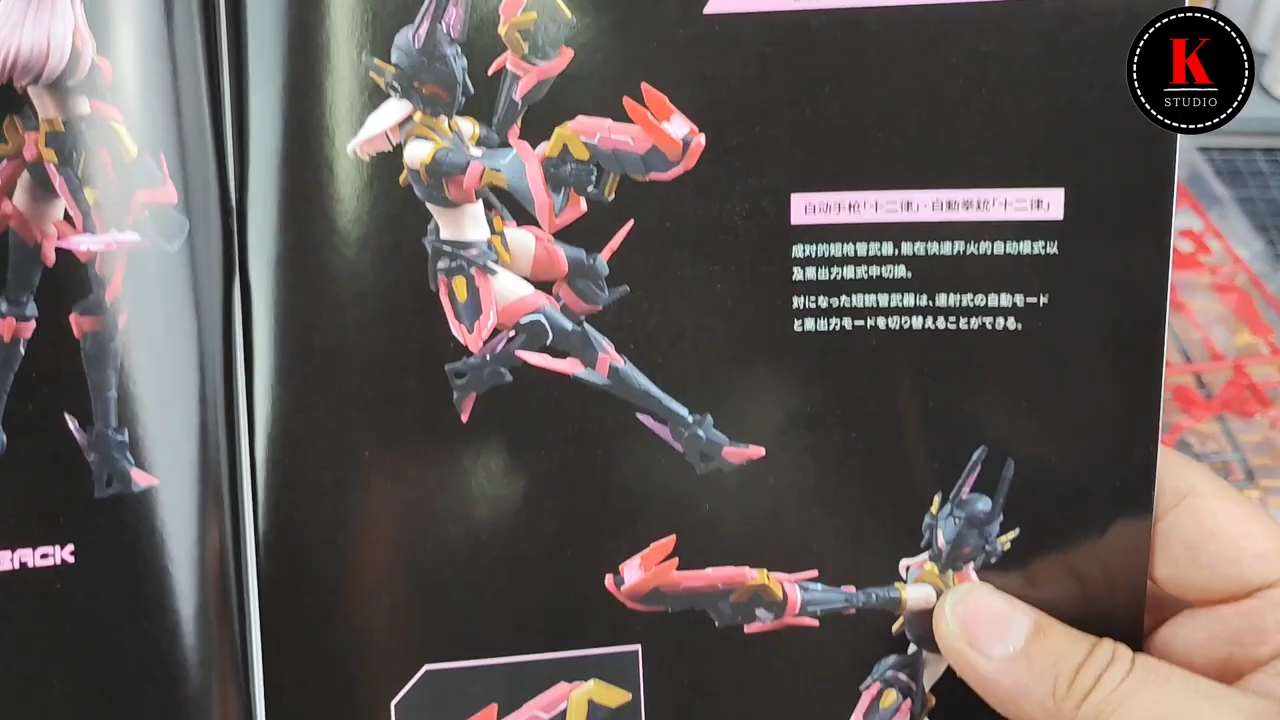 K
STUDIO
自动手枪「十二律」·自動拳銃「十二律」
成对的短枪管武器，能在快速开火的自动模式以
及高出力模式中切换。
対になった短銃管武器は、連射式の自動モード
と高出力モードを切り替えることができる。
BACK